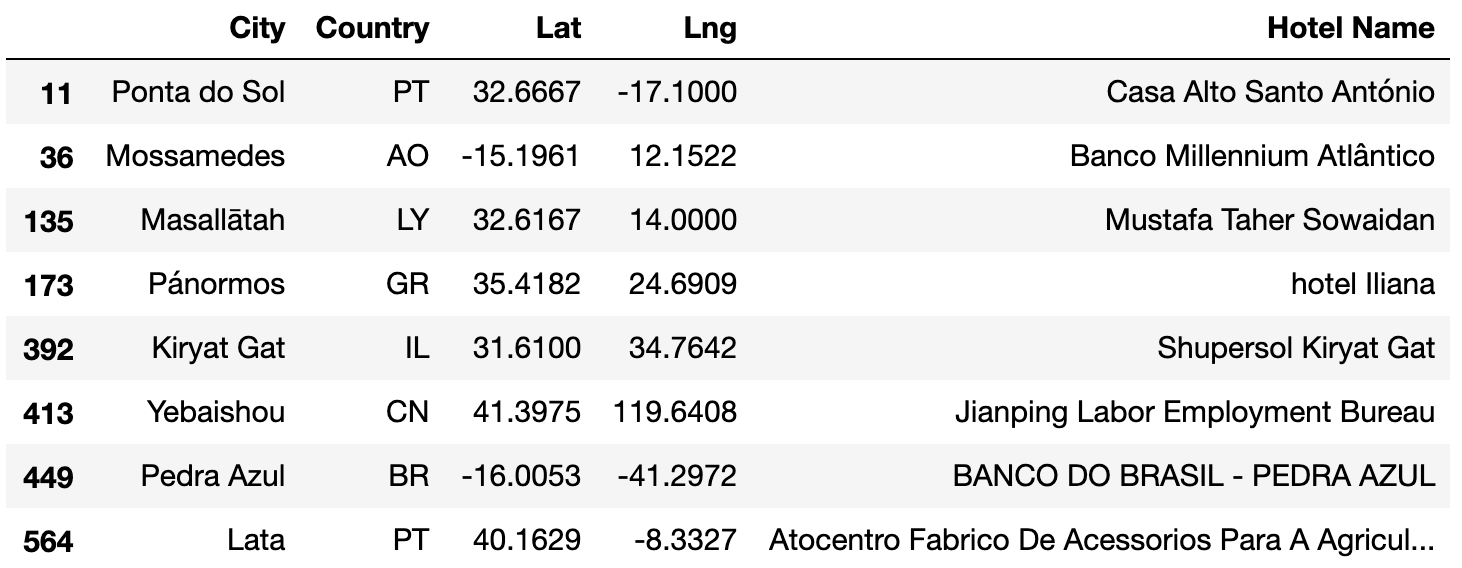 City Country Lat Lng Hotel Name
11 Ponta do Sol PT 32.6667 -17.1000 Casa Alto Santo António
36 Mossamedes AO -15.1961 12.1522 Banco Millennium Atlântico
135 Masallātah LY 32.6167 14.0000 Mustafa Taher Sowaidan
173 Pánormos GR 35.4182 24.6909 hotel Iliana
392 Kiryat Gat IL 31.6100 34.7642 Shupersol Kiryat Gat
413 Yebaishou CN 41.3975 119.6408 Jianping Labor Employment Bureau
449 Pedra Azul BR -16.0053 -41.2972 BANCO DO BRASIL - PEDRA AZUL
564 Lata PT 40.1629 -8.3327 Atocentro Fabrico De Acessorios Para A Agricul...